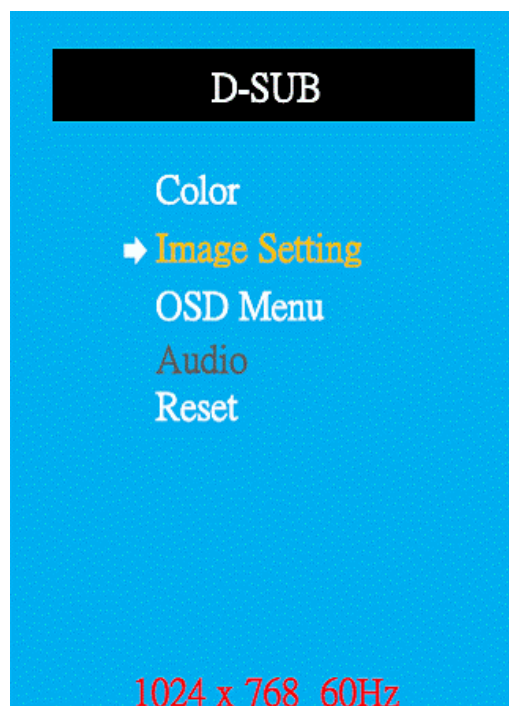 D-SUB
Color
Image Setting
OSD Menu
Audio
Reset
1024 x 768 60Hz